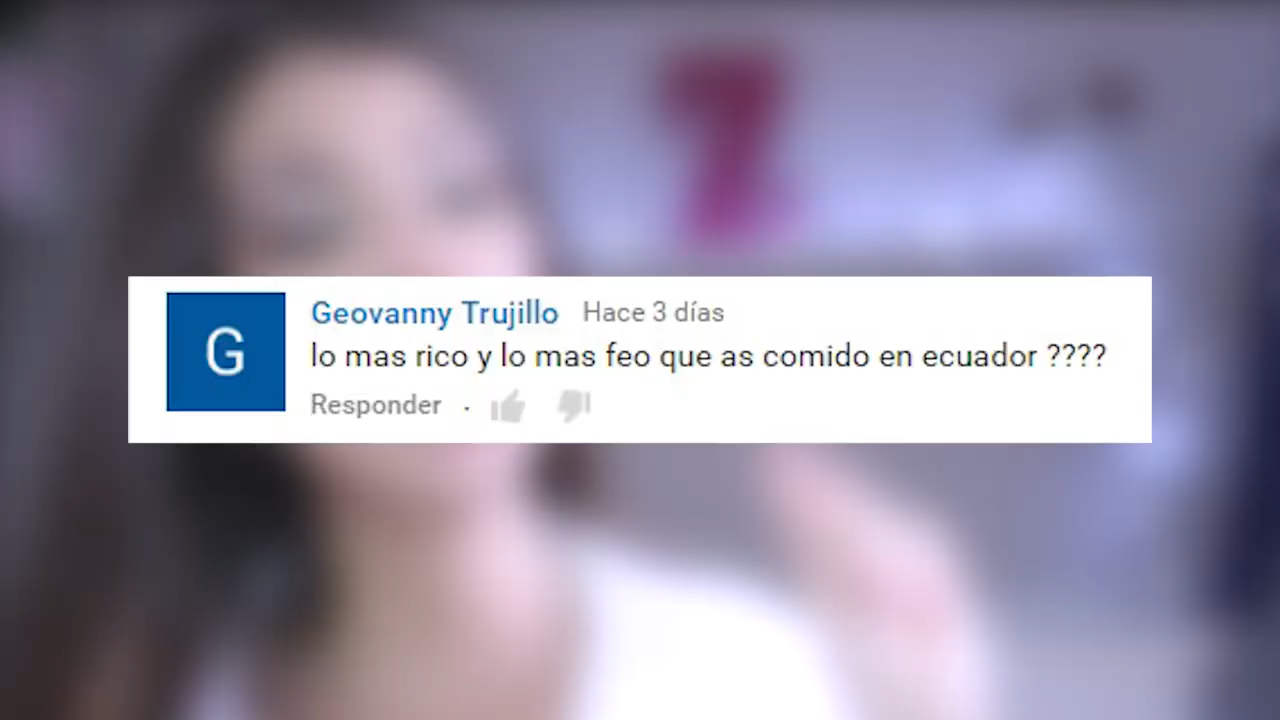 G
Geovanny Trujillo Hace 3 días
lo mas rico y lo mas feo que as comido en ecuador ????
Responder ·